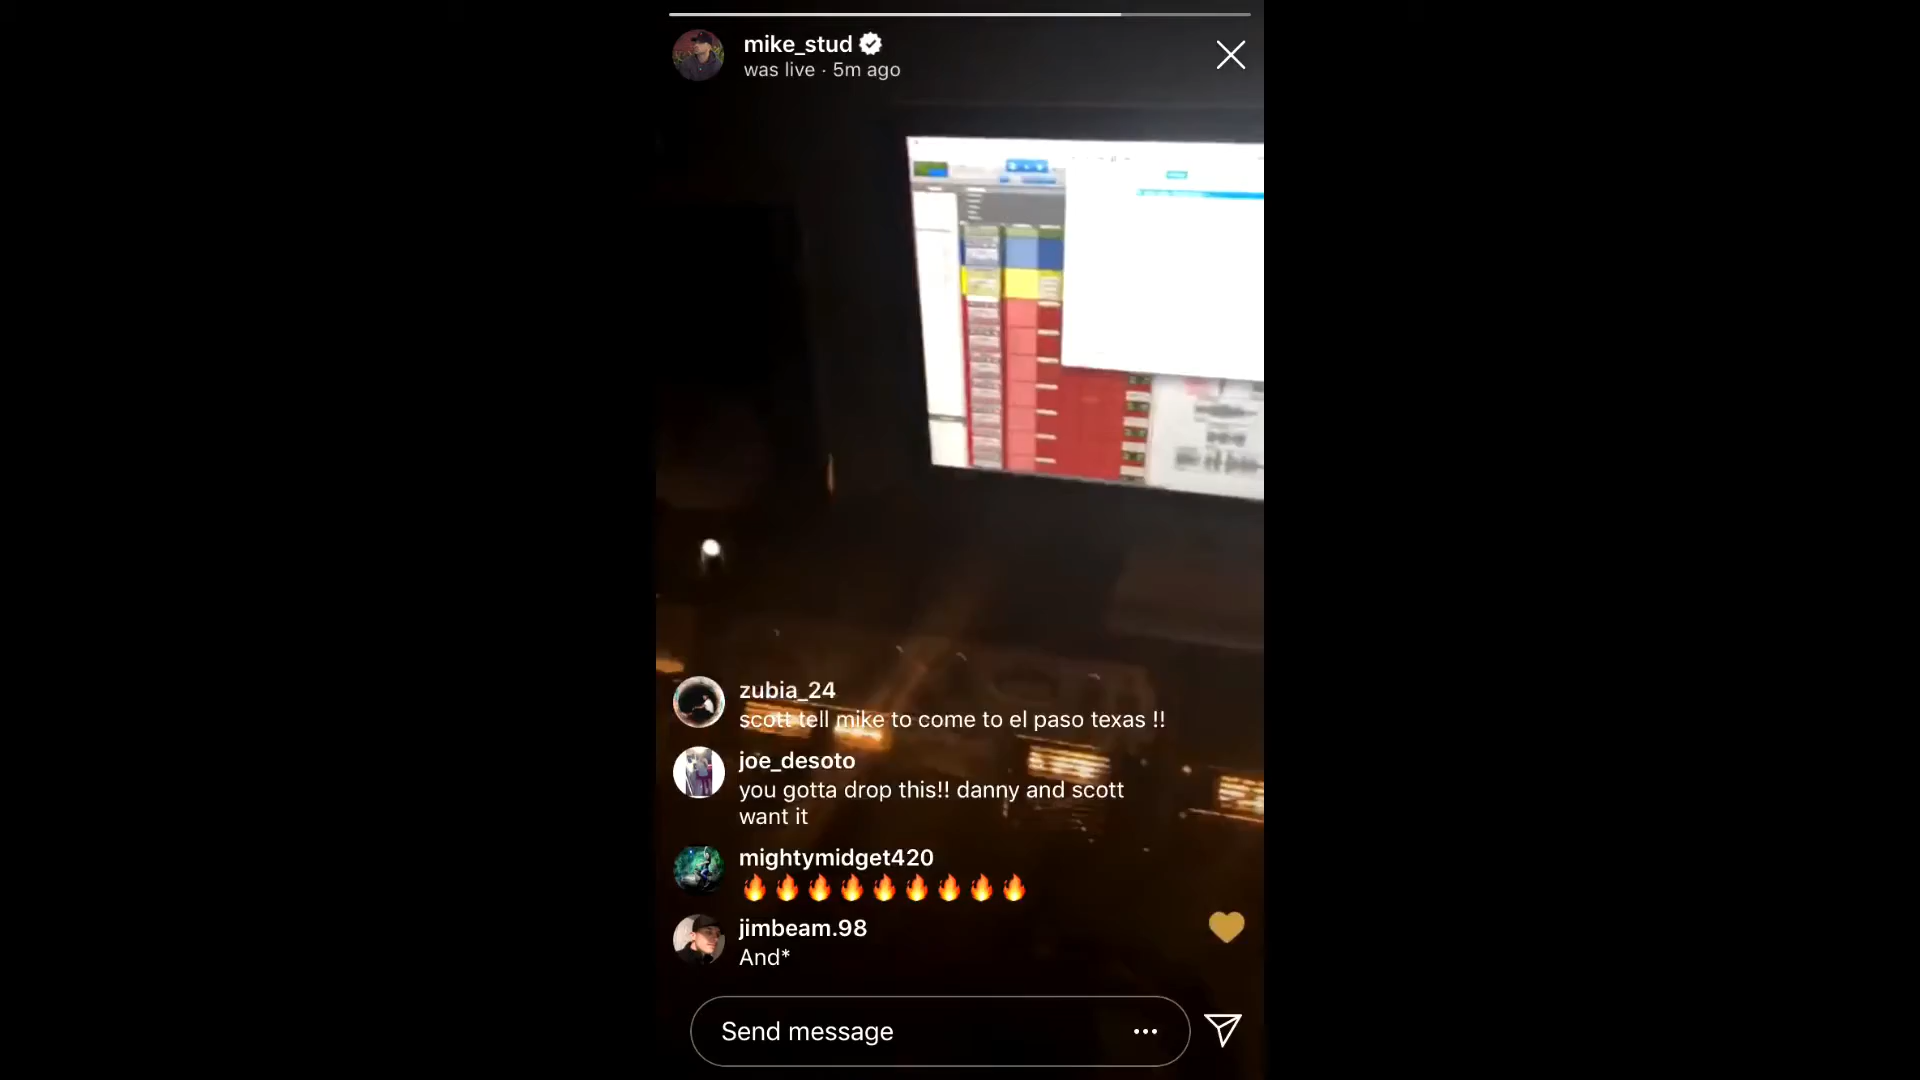 mike_stud
was live · 5m ago
zubia_24
scott tell mike to come to el paso texas !!
joe_desoto
you gotta drop this!! danny and scott
want it
mightymidget420
🔥🔥🔥🔥🔥🔥🔥🔥🔥
jimbeam.98
And*
Send message